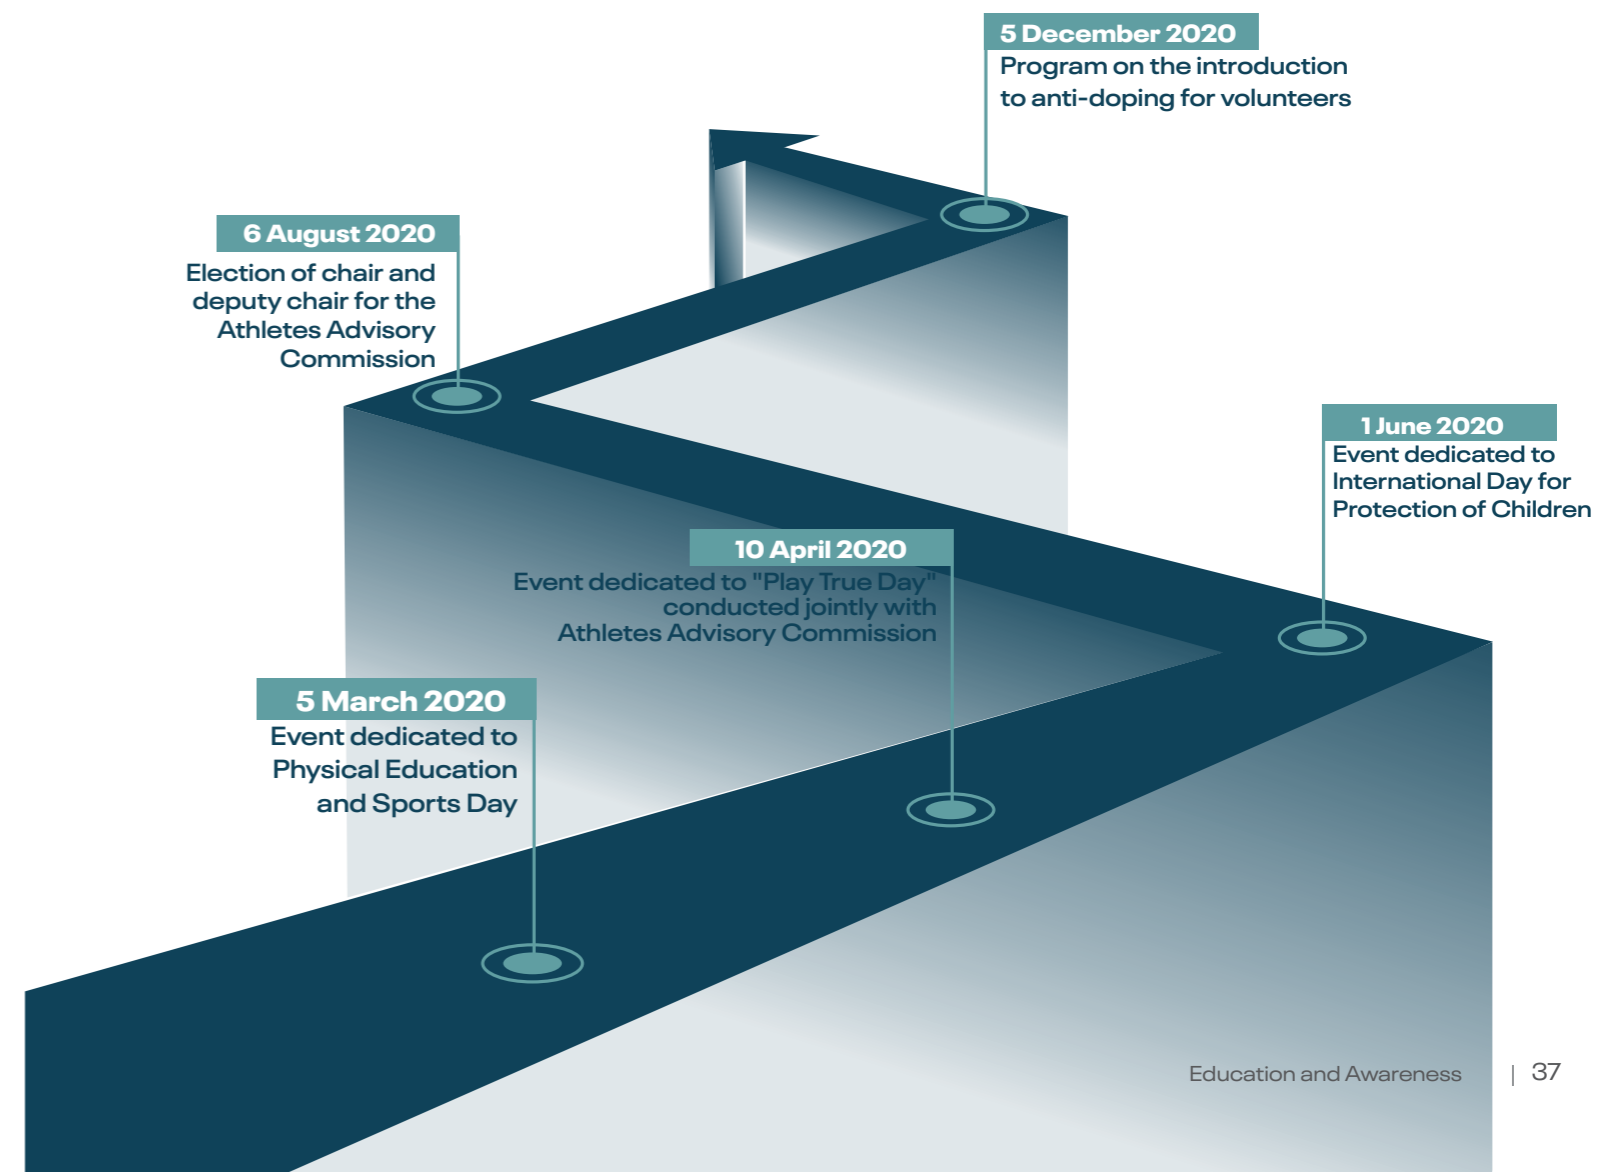 5 December 2020
Program on the introduction
to anti-doping for volunteers
6 August 2020
Election of chair and
deputy chair for the
Athletes Advisory
Commission
1 June 2020
Event dedicated to
International Day for
Protection of Children
10 April 2020
Event dedicated to "Play True Day"
conducted jointly with
Athletes Advisory Commission
5 March 2020
Event dedicated to
Physical Education
and Sports Day
Education and Awareness | 37